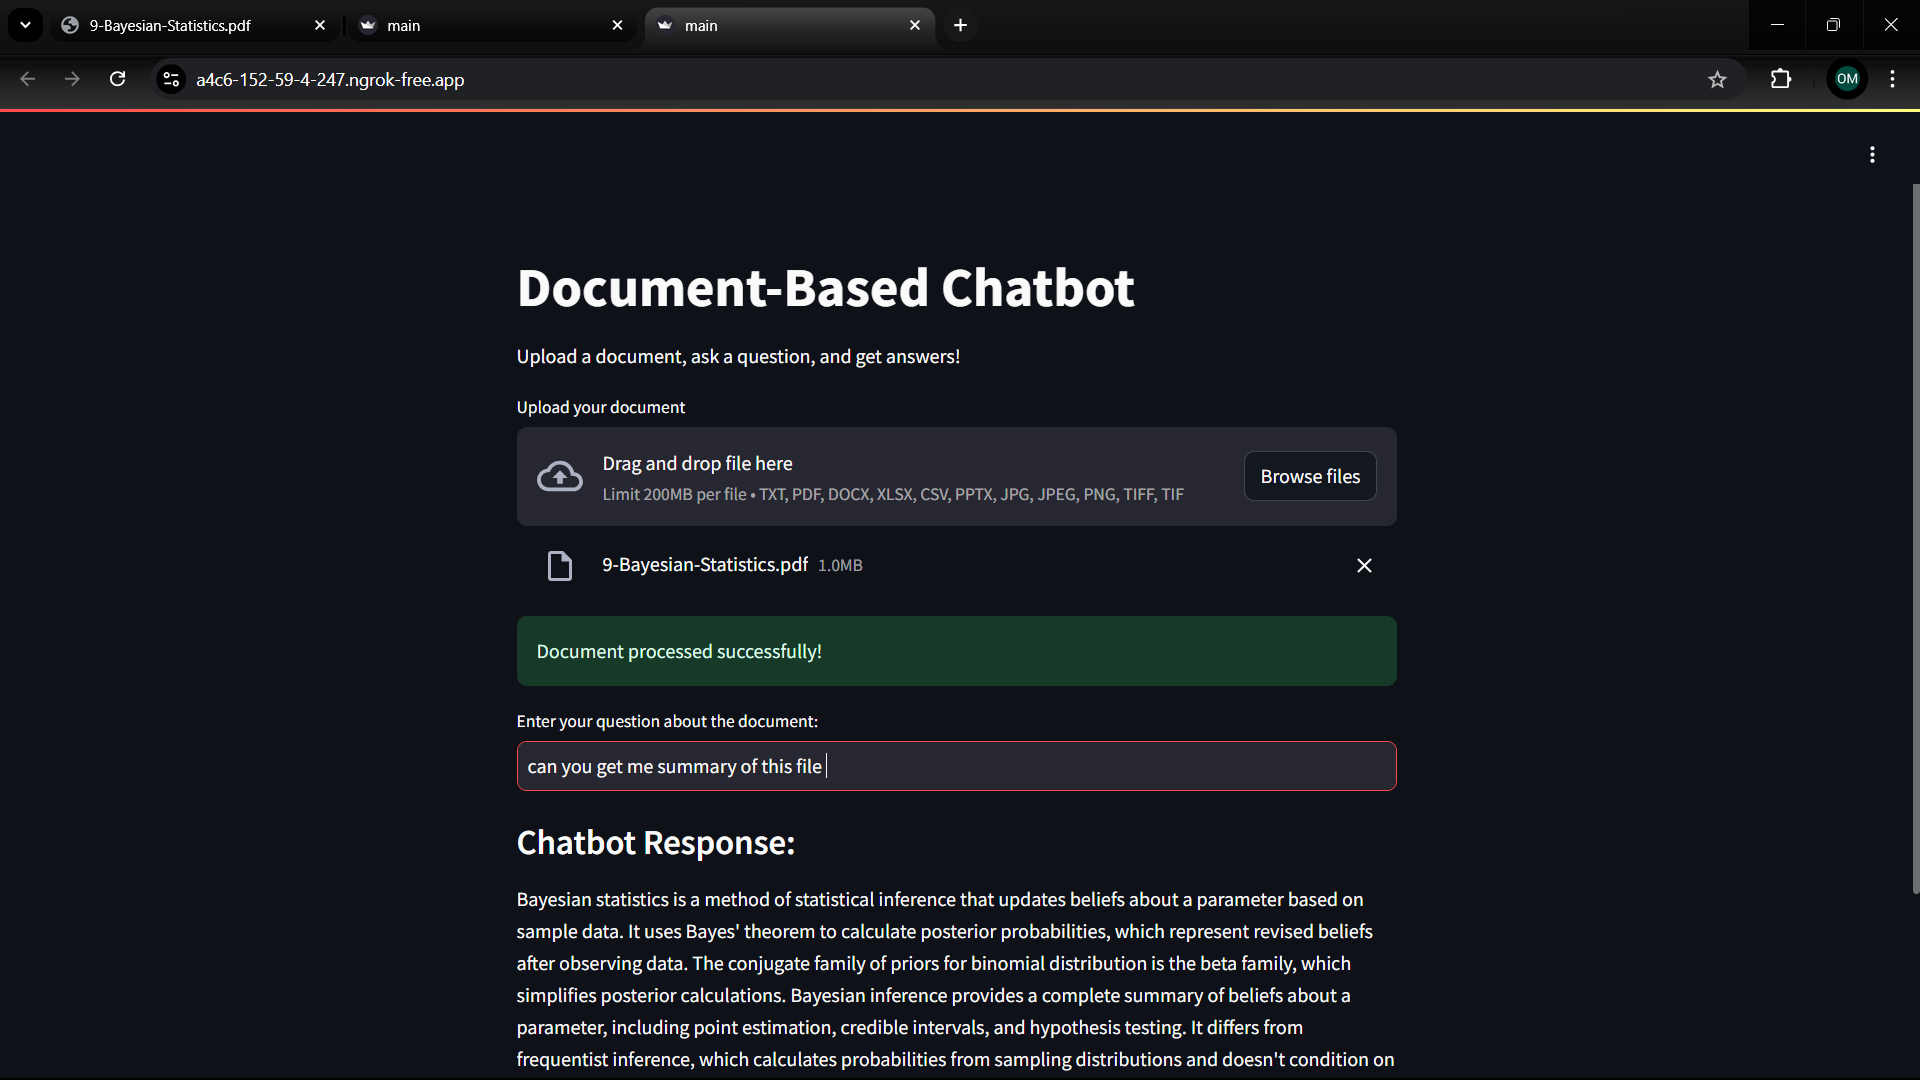 9-Bayesian-Statistics.pdf
main
main
a4c6-152-59-4-247.ngrok-free.app
OM
Document-Based Chatbot
Upload a document, ask a question, and get answers!
Upload your document
Drag and drop file here
Limit 200MB per file • TXT, PDF, DOCX, XLSX, CSV, PPTX, JPG, JPEG, PNG, TIFF, TIF
Browse files
9-Bayesian-Statistics.pdf 1.0MB
Document processed successfully!
Enter your question about the document:
can you get me summary of this file
Chatbot Response:
Bayesian statistics is a method of statistical inference that updates beliefs about a parameter based on
sample data. It uses Bayes' theorem to calculate posterior probabilities, which represent revised beliefs
after observing data. The conjugate family of priors for binomial distribution is the beta family, which
simplifies posterior calculations. Bayesian inference provides a complete summary of beliefs about a
parameter, including point estimation, credible intervals, and hypothesis testing. It differs from
frequentist inference, which calculates probabilities from sampling distributions and doesn't condition on